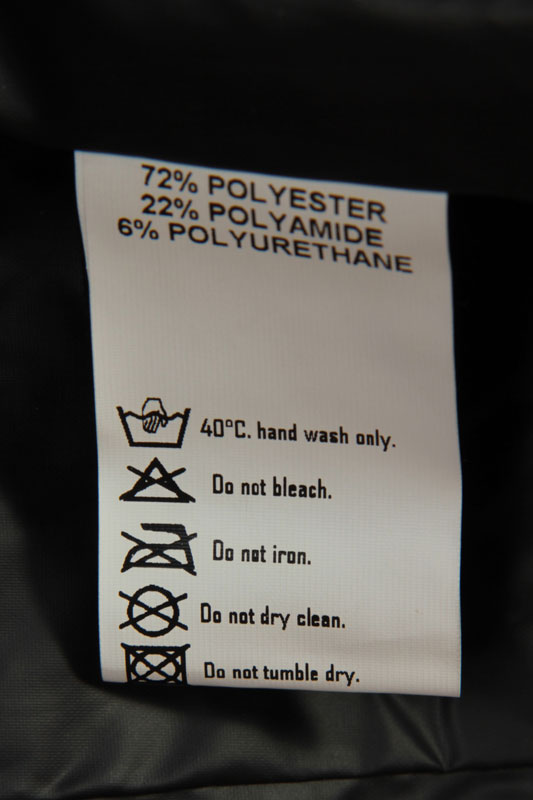 72% POLYESTER
22% POLYAMIDE
6% POLYURETHANE
40ºC. hand wash only.
Do not bleach.
Do not iron.
Do not dry clean.
Do not tumble dry.